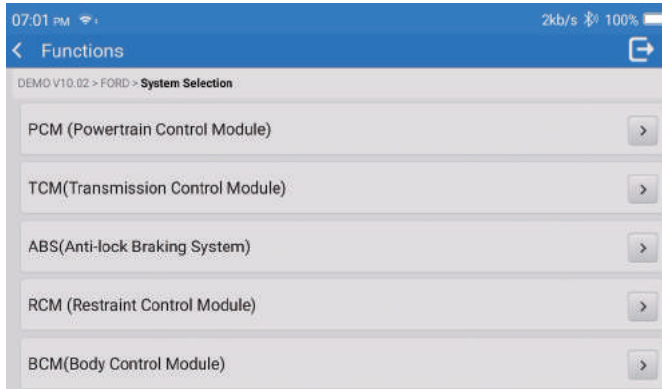 07:01 PM
2kb/s 100%
Functions
DEMO V10.02 > FORD > System Selection
PCM (Powertrain Control Module)
TCM(Transmission Control Module)
ABS(Anti-lock Braking System)
RCM (Restraint Control Module)
BCM(Body Control Module)